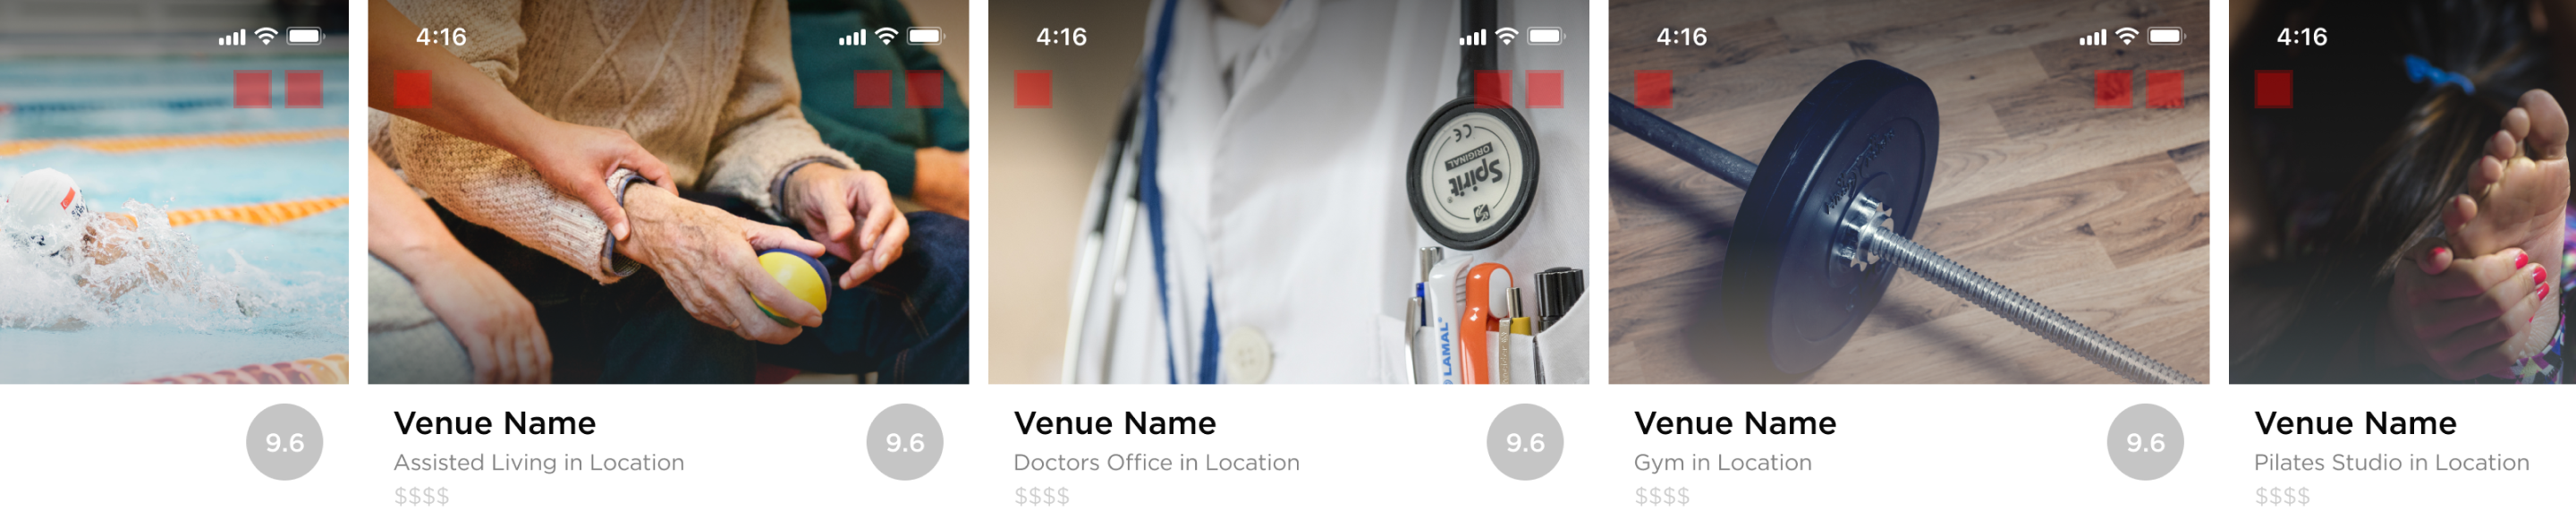 4:16
4:16
4:16
4:16
CE
ORIGINAL
Spirit
LAMAL
9.6
Venue Name
Assisted Living in Location
$$$$
9.6
Venue Name
Doctors Office in Location
$$$$
9.6
Venue Name
Gym in Location
$$$$
9.6
Venue Name
Pilates Studio in Location
$$$$